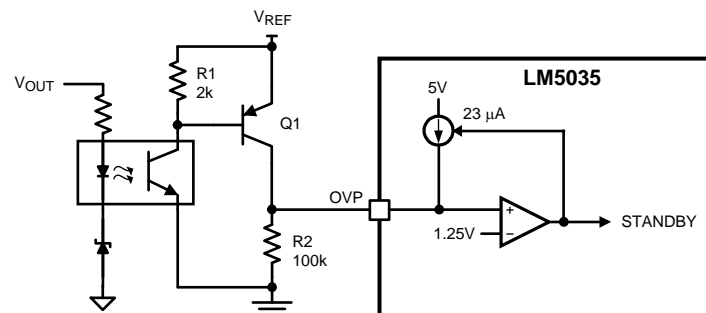 VREF
VOUT
R1
2k
Q1
LM5035
5V
23 μA
OVP
R2
100k
+
1.25V
−
STANDBY